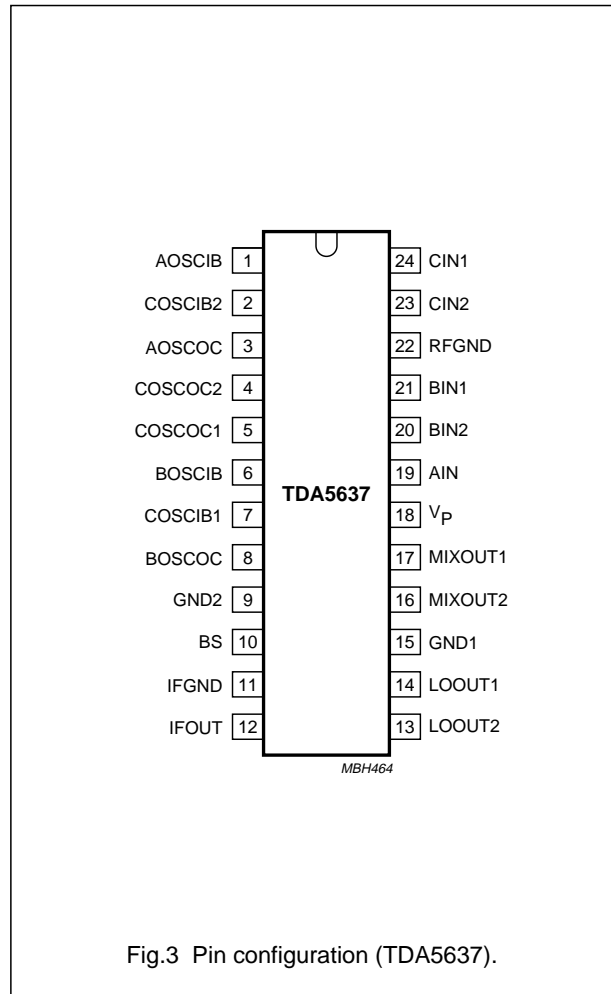 AOSCIB 1 24 CIN1
COSCIB2 2 23 CIN2
AOSCOC 3 22 RFGND
COSCOC2 4 21 BIN1
COSCOC1 5 20 BIN2
BOSCIB 6 19 AIN
TDA5637
COSCIB1 7 18 VP
BOSCOC 8 17 MIXOUT1
GND2 9 16 MIXOUT2
BS 10 15 GND1
IFGND 11 14 LOOUT1
IFOUT 12 13 LOOUT2
MBH464
Fig.3 Pin configuration (TDA5637).